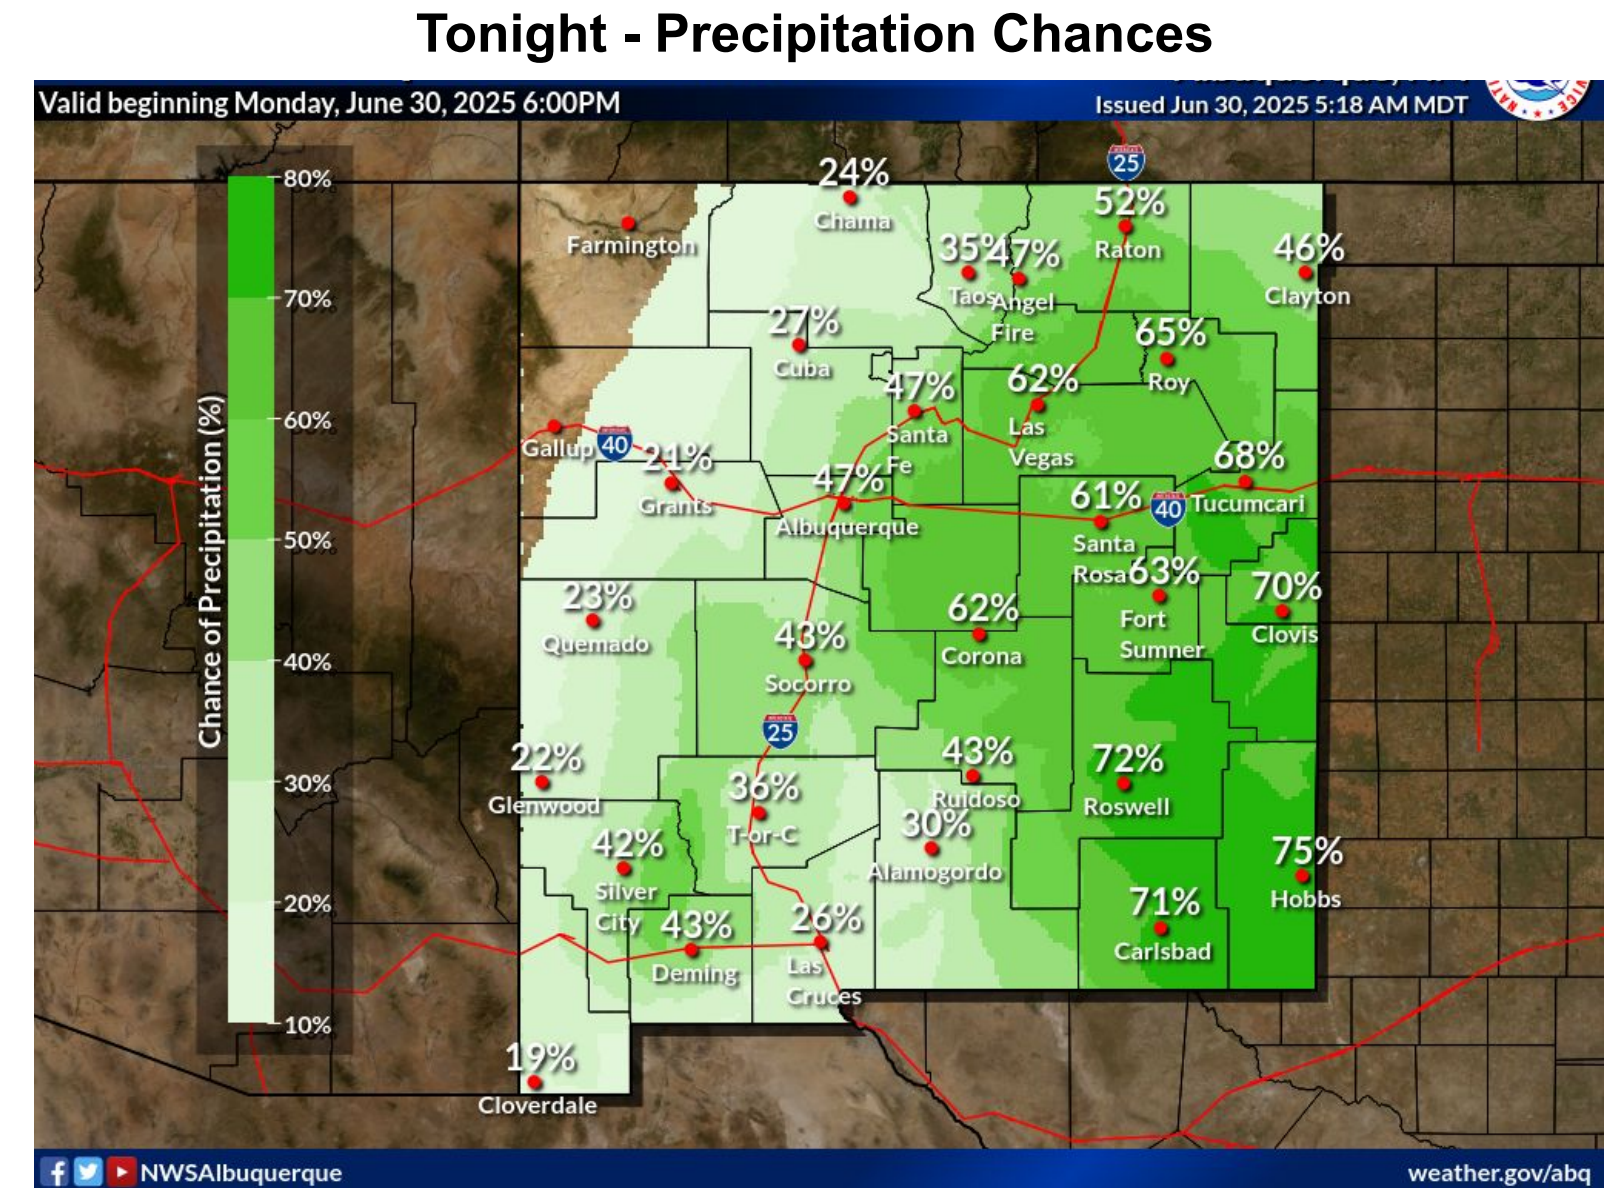 Tonight - Precipitation Chances
Valid beginning Monday, June 30, 2025 6:00PM
Issued Jun 30, 2025 5:18 AM MDT
80%
70%
60%
50%
40%
30%
20%
10%
Chance of Precipitation (%)
24%
Chama
25
52%
Raton
Farmington
35%
Taos
47%
Angel
Fire
46%
Clayton
27%
Cuba
65%
Roy
47%
Santa
Fe
62%
Las
Vegas
Gallup
40
21%
Grants
47%
Albuquerque
68%
Tucumcari
61%
Santa
Rosa
40
63%
Fort
Sumner
70%
Clovis
23%
Quemado
62%
Corona
43%
Socorro
25
22%
Glenwood
36%
T-or-C
43%
Ruidoso
72%
Roswell
30%
Alamogordo
42%
Silver
City
75%
Hobbs
43%
Deming
26%
Las
Cruces
71%
Carlsbad
19%
Cloverdale
NWSAlbuquerque
weather.gov/abq